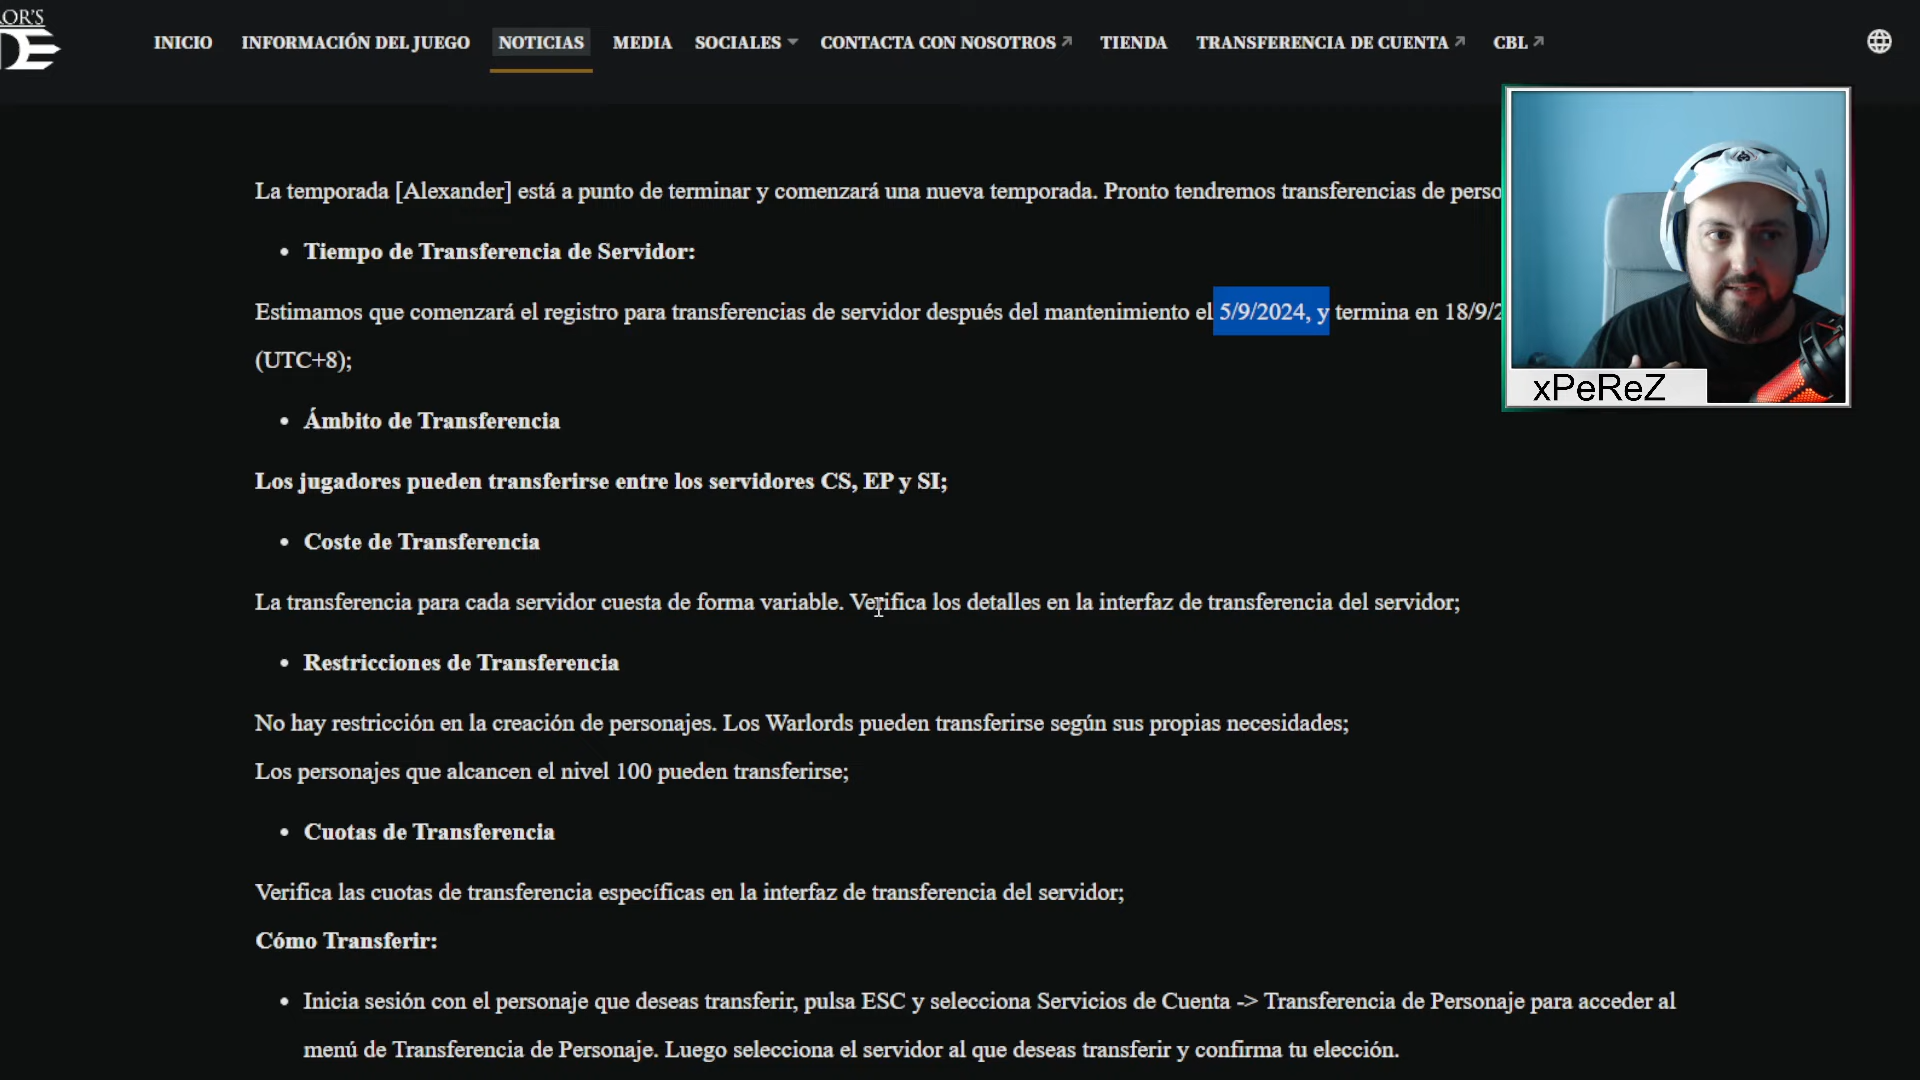 INICIO INFORMACIÓN DEL JUEGO NOTICIAS MEDIA SOCIALES CONTACTA CON NOSOTROS TIENDA TRANSFERENCIA DE CUENTA CBL
La temporada [Alexander] está a punto de terminar y comenzará una nueva temporada. Pronto tendremos transferencias de perso
• Tiempo de Transferencia de Servidor:
Estimamos que comenzará el registro para transferencias de servidor después del mantenimiento el 5/9/2024, y termina en 18/9/2
(UTC+8);
xPeReZ
• Ámbito de Transferencia
Los jugadores pueden transferirse entre los servidores CS, EP y SI;
• Coste de Transferencia
La transferencia para cada servidor cuesta de forma variable. Verifica los detalles en la interfaz de transferencia del servidor;
• Restricciones de Transferencia
No hay restricción en la creación de personajes. Los Warlords pueden transferirse según sus propias necesidades;
Los personajes que alcancen el nivel 100 pueden transferirse;
• Cuotas de Transferencia
Verifica las cuotas de transferencia específicas en la interfaz de transferencia del servidor;
Cómo Transferir:
• Inicia sesión con el personaje que deseas transferir, pulsa ESC y selecciona Servicios de Cuenta -> Transferencia de Personaje para acceder al
menú de Transferencia de Personaje. Luego selecciona el servidor al que deseas transferir y confirma tu elección.